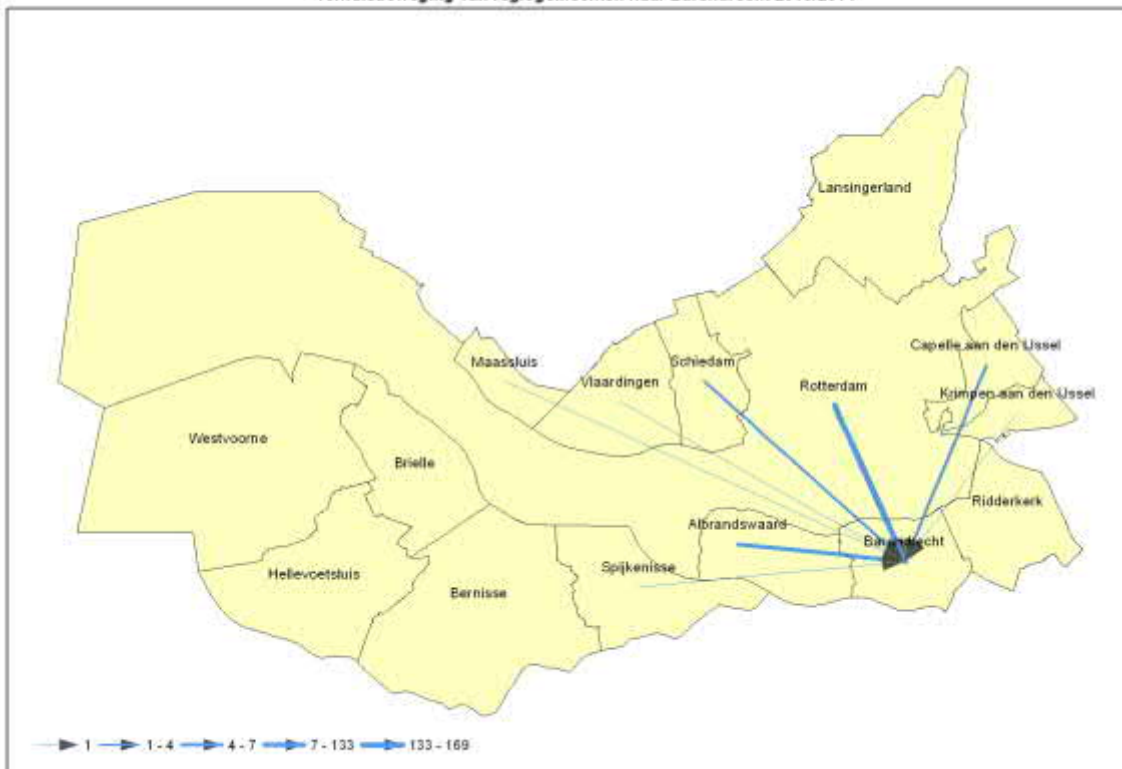 Lansingerland
Capelle aan den IJssel
Maassluis
Schiedam
Vlaardingen
Rotterdam
Krimpen aan den IJssel
Westvoorne
Brielle
Ridderkerk
Albrandswaard
Barendrecht
Spijkenisse
Hellevoetsluis
Bernisse
1 1 - 4 4 - 7 7 - 133 133 - 169